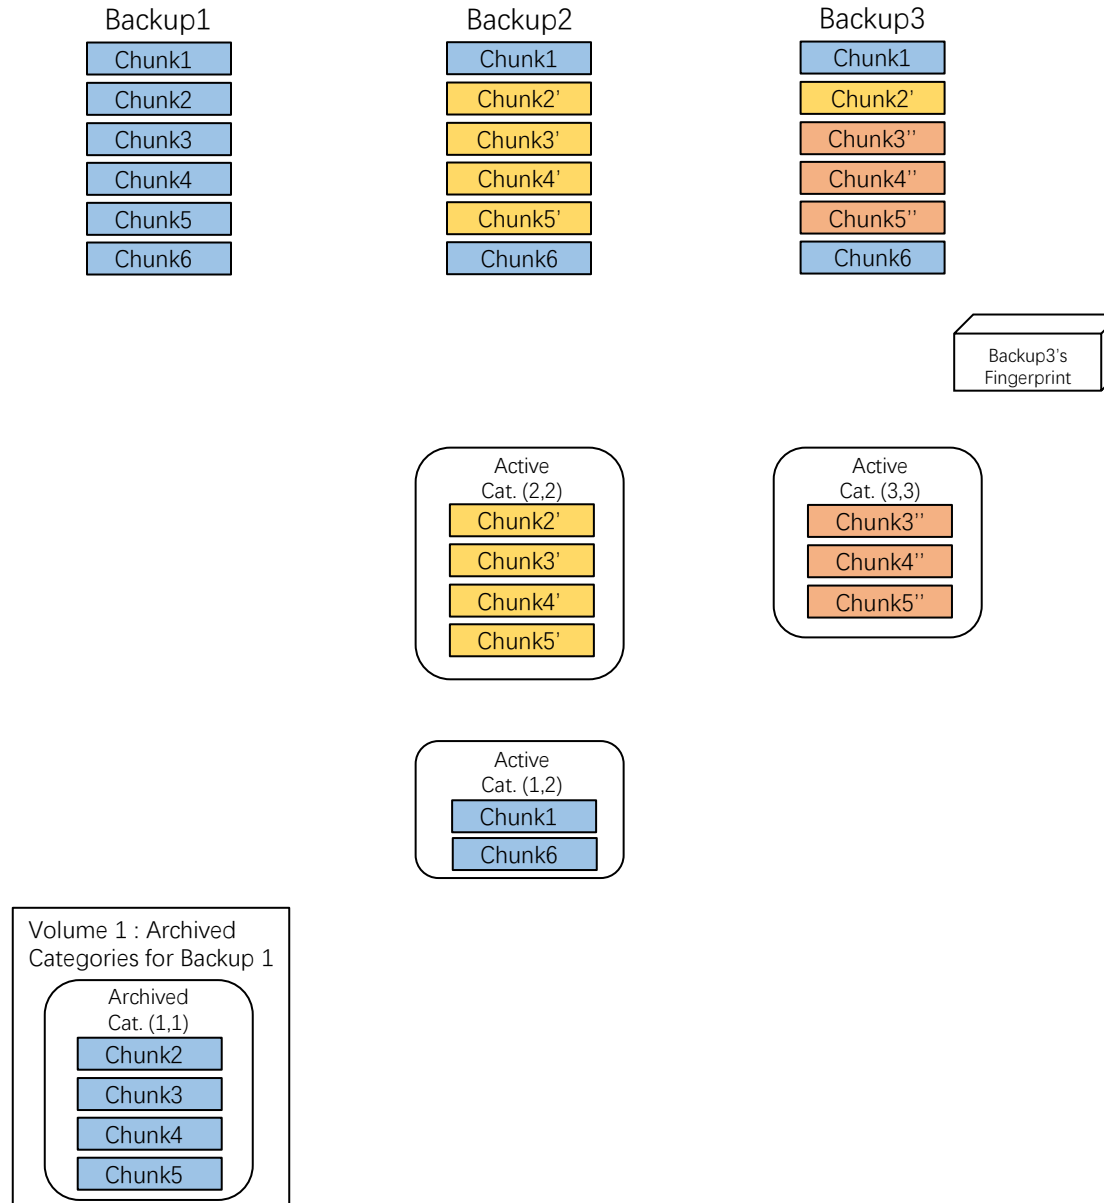 Backup1
Backup2
Backup3
Chunk1
Chunk2
Chunk3
Chunk4
Chunk5
Chunk6
Chunk1
Chunk2'
Chunk3'
Chunk4'
Chunk5'
Chunk6
Chunk1
Chunk2'
Chunk3''
Chunk4''
Chunk5''
Chunk6
Backup3's
Fingerprint
Active
Cat. (2,2)
Chunk2'
Chunk3'
Chunk4'
Chunk5'
Active
Cat. (3,3)
Chunk3''
Chunk4''
Chunk5''
Active
Cat. (1,2)
Chunk1
Chunk6
Volume 1 : Archived
Categories for Backup 1
Archived
Cat. (1,1)
Chunk2
Chunk3
Chunk4
Chunk5